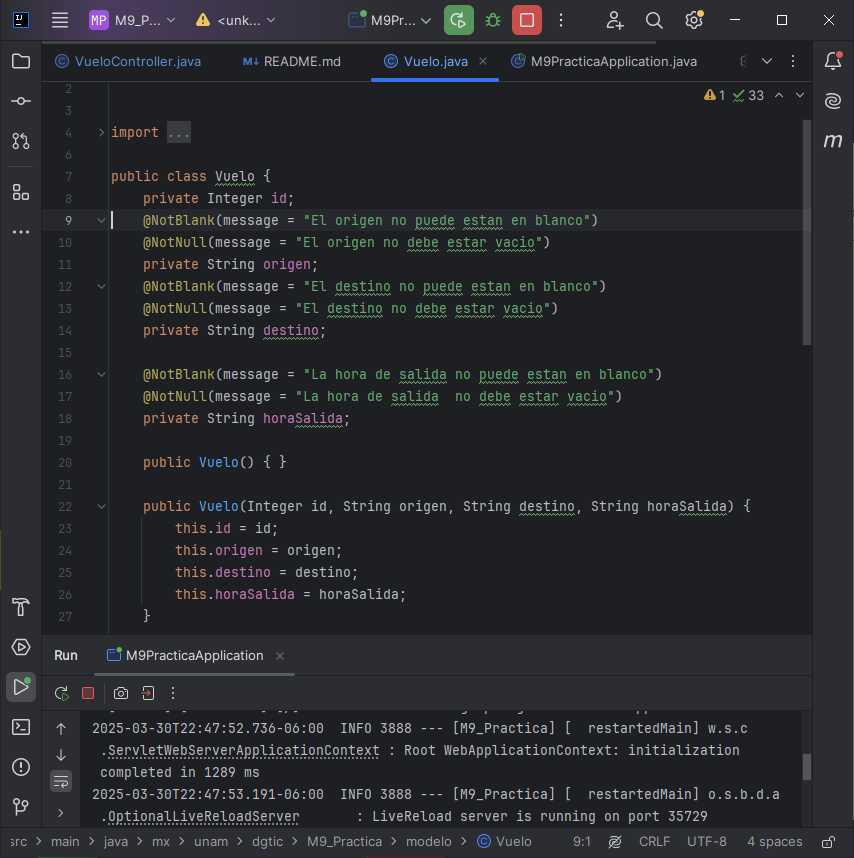 MP M9_P... <unk... M9Pr...
VueloController.java README.md Vuelo.java M9PracticaApplication.java
1 33
2
3
4 import ...
6
7 public class Vuelo {
8 private Integer id;
9 @NotBlank(message = "El origen no puede estan en blanco")
10 @NotNull(message = "El origen no debe estar vacio")
11 private String origen;
12 @NotBlank(message = "El destino no puede estan en blanco")
13 @NotNull(message = "El destino no debe estar vacio")
14 private String destino;
15
16 @NotBlank(message = "La hora de salida no puede estan en blanco")
17 @NotNull(message = "La hora de salida  no debe estar vacio")
18 private String horaSalida;
19
20 public Vuelo() { }
21
22 public Vuelo(Integer id, String origen, String destino, String horaSalida) {
23 this.id = id;
24 this.origen = origen;
25 this.destino = destino;
26 this.horaSalida = horaSalida;
27 }
Run M9PracticaApplication
2025-03-30T22:47:52.736-06:00  INFO 3888 --- [M9_Practica] [  restartedMain] w.s.c
.ServletWebServerApplicationContext : Root WebApplicationContext: initialization
completed in 1289 ms
2025-03-30T22:47:53.191-06:00  INFO 3888 --- [M9_Practica] [  restartedMain] o.s.b.d.a
.OptionalLiveReloadServer       : LiveReload server is running on port 35729
src > main > java > mx > unam > dgtic > M9_Practica > modelo > Vuelo 9:1 CRLF UTF-8 4 spaces